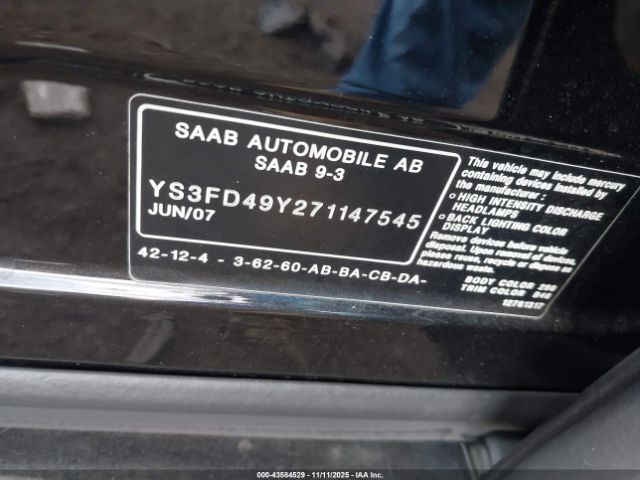 SAAB AUTOMOBILE AB
SAAB 9-3
YS3FD49Y271147545
JUN/07
42-12-4 - 3-62-60-AB-BA-CB-DA-
This vehicle may include mercury
containing devices installed by
the manufacturer :
o HIGH INTENSITY DISCHARGE
HEADLAMPS
o BACK LIGHTING COLOR
DISPLAY
Remove devices before vehicle
disposal. Upon removal of devices,
please reuse, recycle or dispose as
hazardous waste.
BODY COLOR
TRIM COLOR
12761317
000-43584529 - 11/11/2025 - IAAI.com